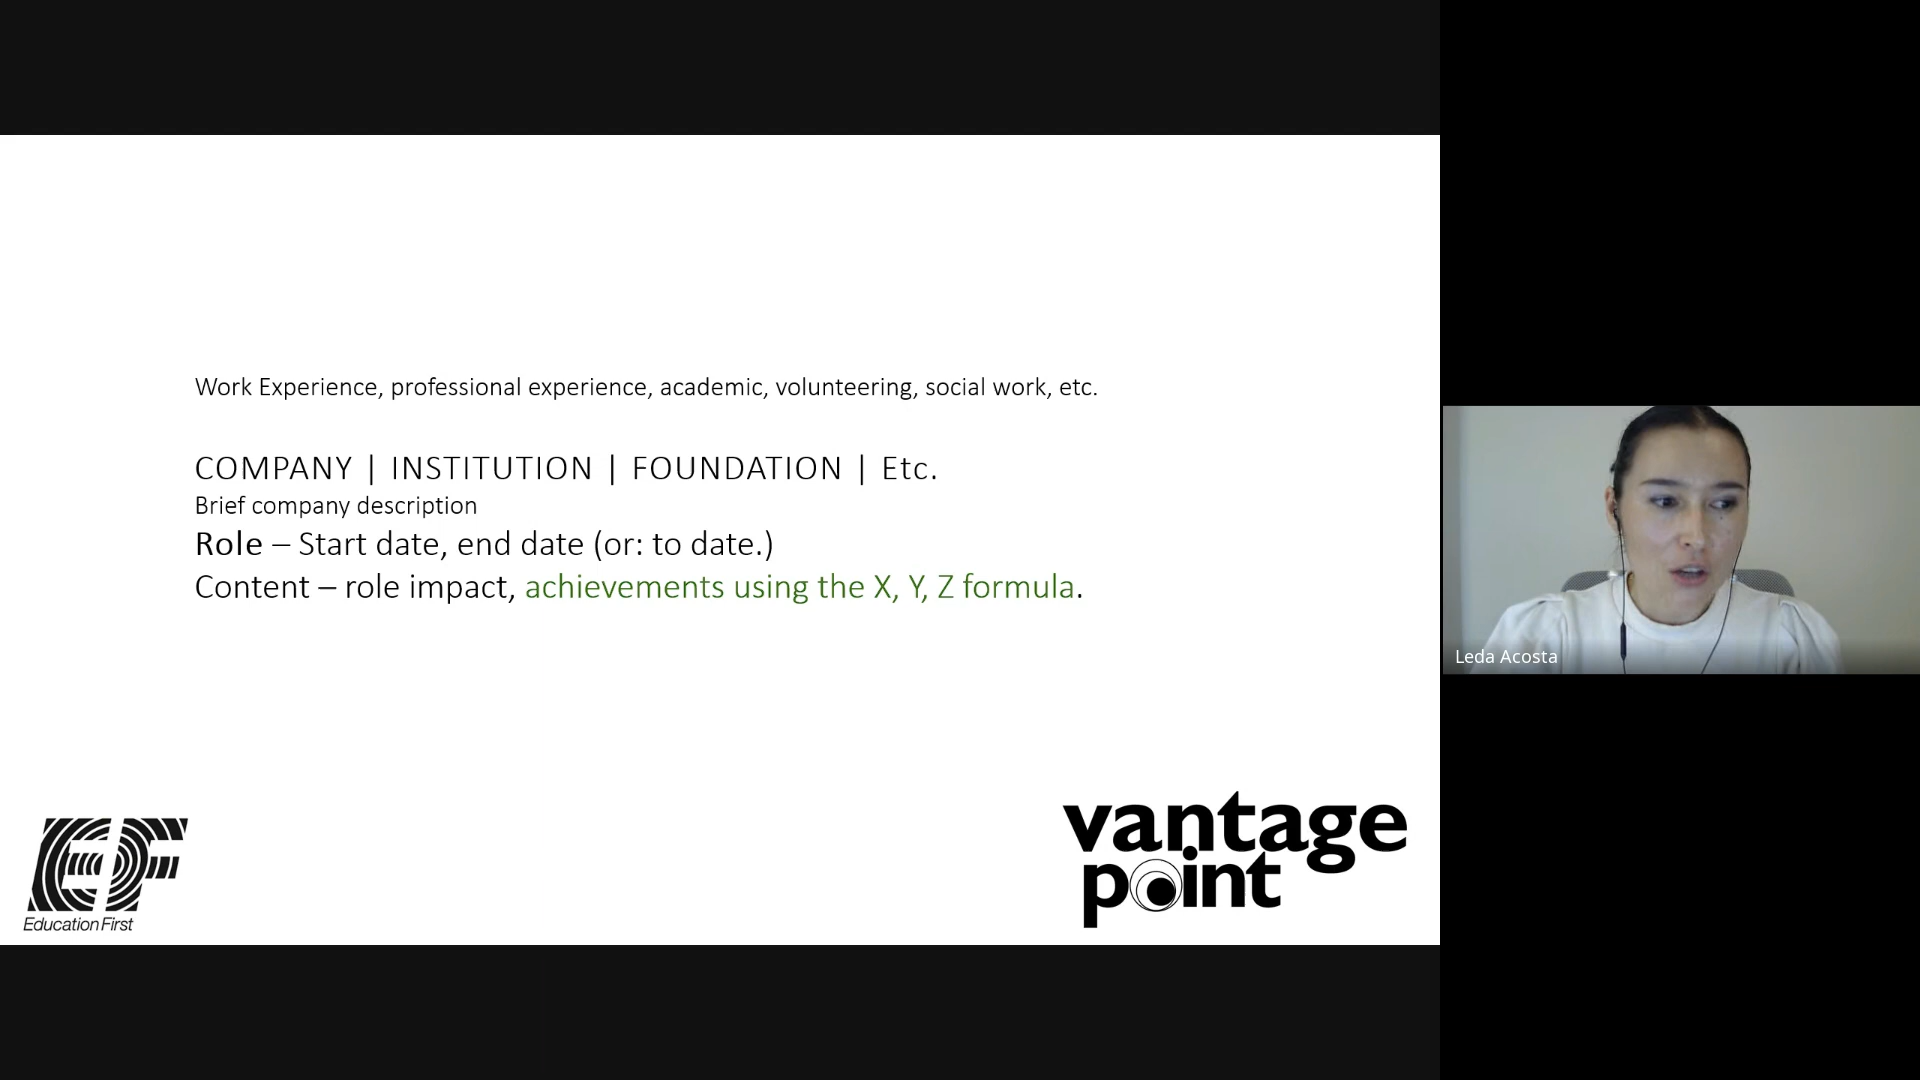 Work Experience, professional experience, academic, volunteering, social work, etc.
COMPANY | INSTITUTION | FOUNDATION | Etc.
Brief company description
Role – Start date, end date (or: to date.)
Content – role impact, achievements using the X, Y, Z formula.
Leda Acosta
EF
Education First
vantage
point